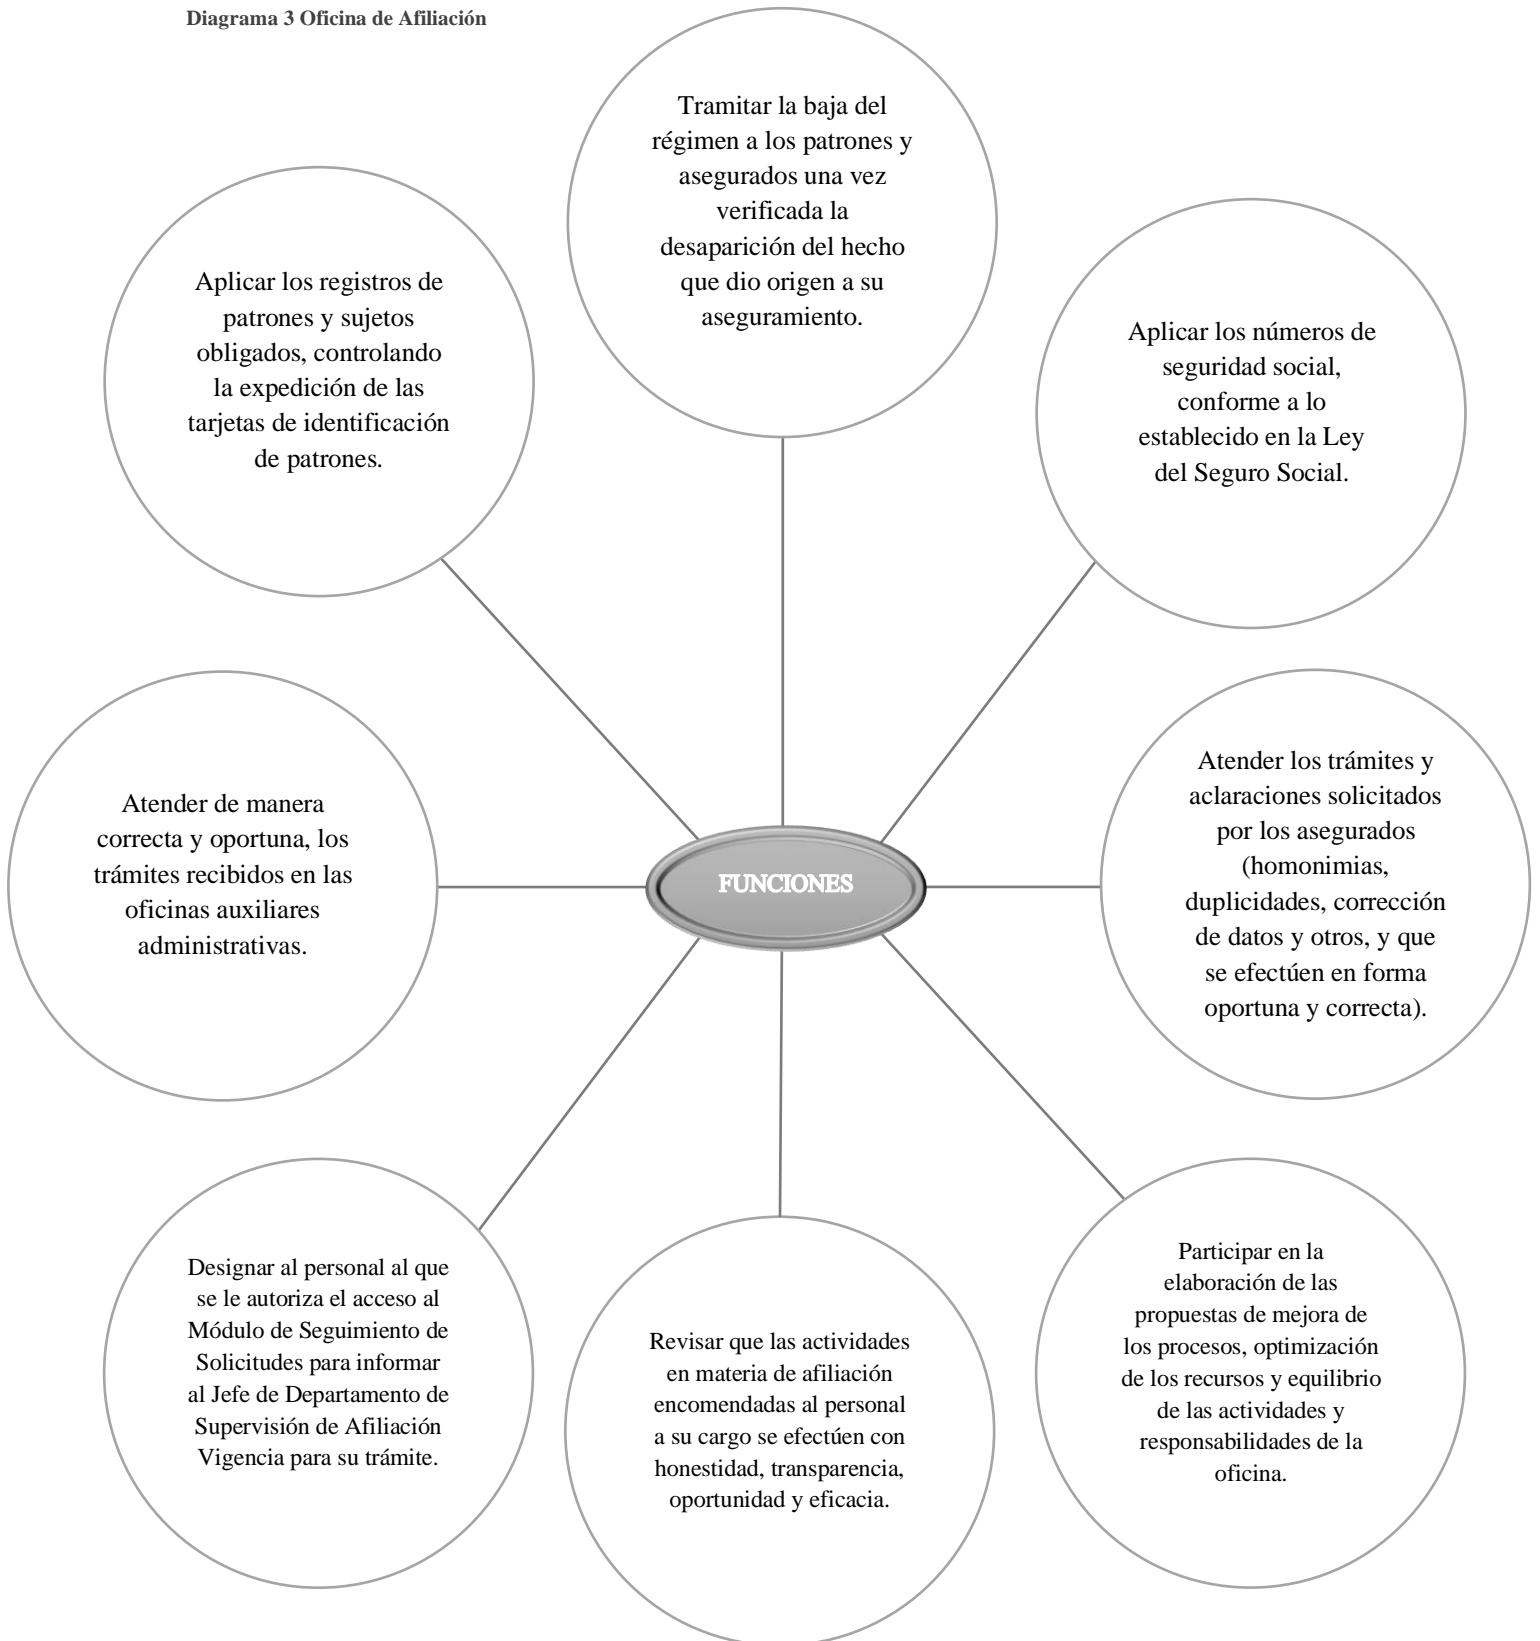 Diagrama 3 Oficina de Afiliación
Tramitar la baja del
régimen a los patrones y
asegurados una vez
verificada la
desaparición del hecho
que dio origen a su
aseguramiento.
Aplicar los registros de
patrones y sujetos
obligados, controlando
la expedición de las
tarjetas de identificación
de patrones.
Aplicar los números de
seguridad social,
conforme a lo
establecido en la Ley
del Seguro Social.
Atender de manera
correcta y oportuna, los
trámites recibidos en las
oficinas auxiliares
administrativas.
FUNCIONES
Atender los trámites y
aclaraciones solicitados
por los asegurados
(homonimias,
duplicidades, corrección
de datos y otros, y que
se efectúen en forma
oportuna y correcta).
Designar al personal al que
se le autoriza el acceso al
Módulo de Seguimiento de
Solicitudes para informar
al Jefe de Departamento de
Supervisión de Afiliación
Vigencia para su trámite.
Revisar que las actividades
en materia de afiliación
encomendadas al personal
a su cargo se efectúen con
honestidad, transparencia,
oportunidad y eficacia.
Participar en la
elaboración de las
propuestas de mejora de
los procesos, optimización
de los recursos y equilibrio
de las actividades y
responsabilidades de la
oficina.